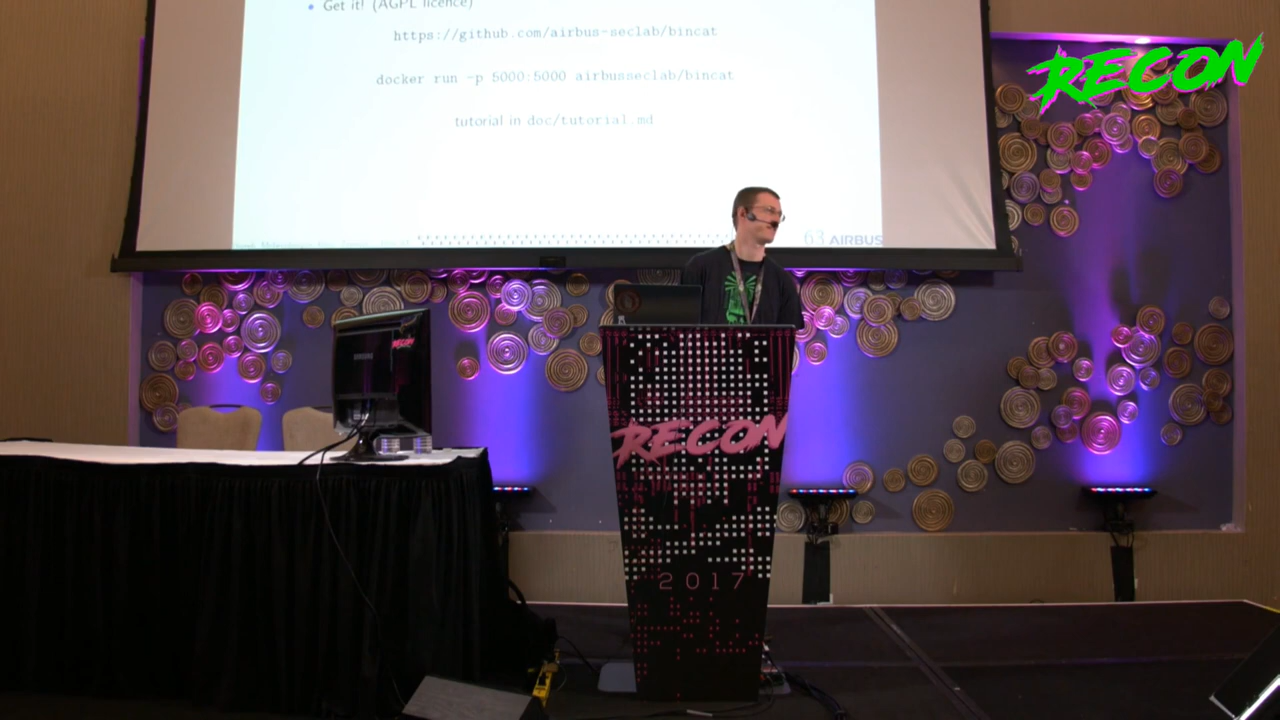 • Get it! (AGPL licence)
https://github.com/airbus-seclab/bincat
docker run -p 5000:5000 airbusseclab/bincat
tutorial in doc/tutorial.md
63 AIRBUS
RECON
SAMSUNG
RECON
RECON
2017